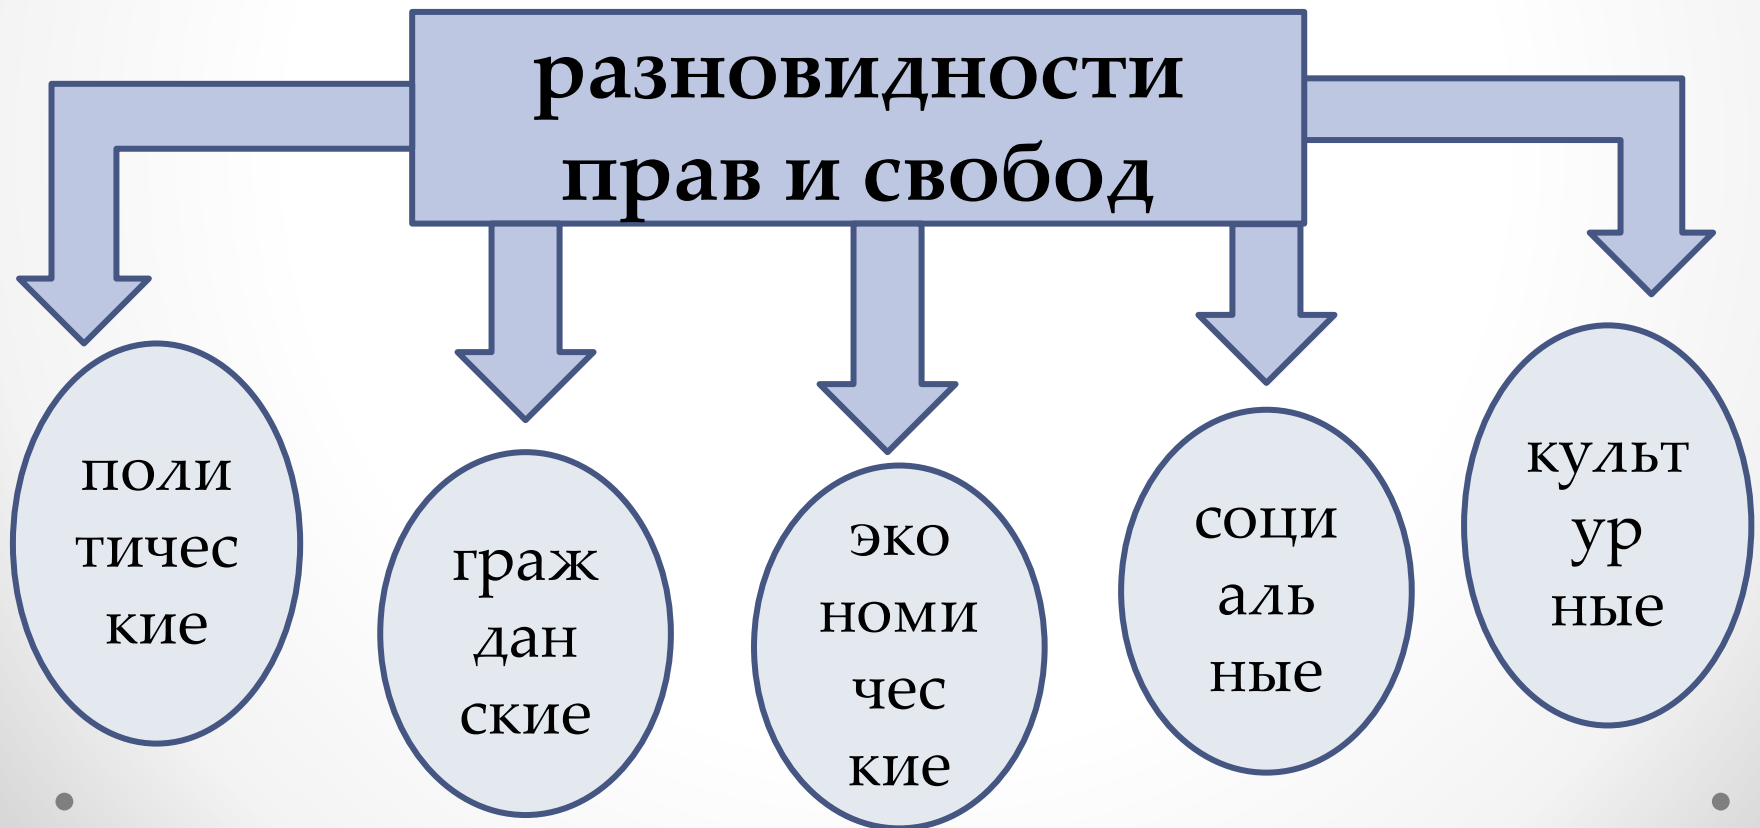 разновидности
прав и свобод
поли
тичес
кие
граж
дан
ские
эко
номи
чес
кие
соци
аль
ные
культ
ур
ные